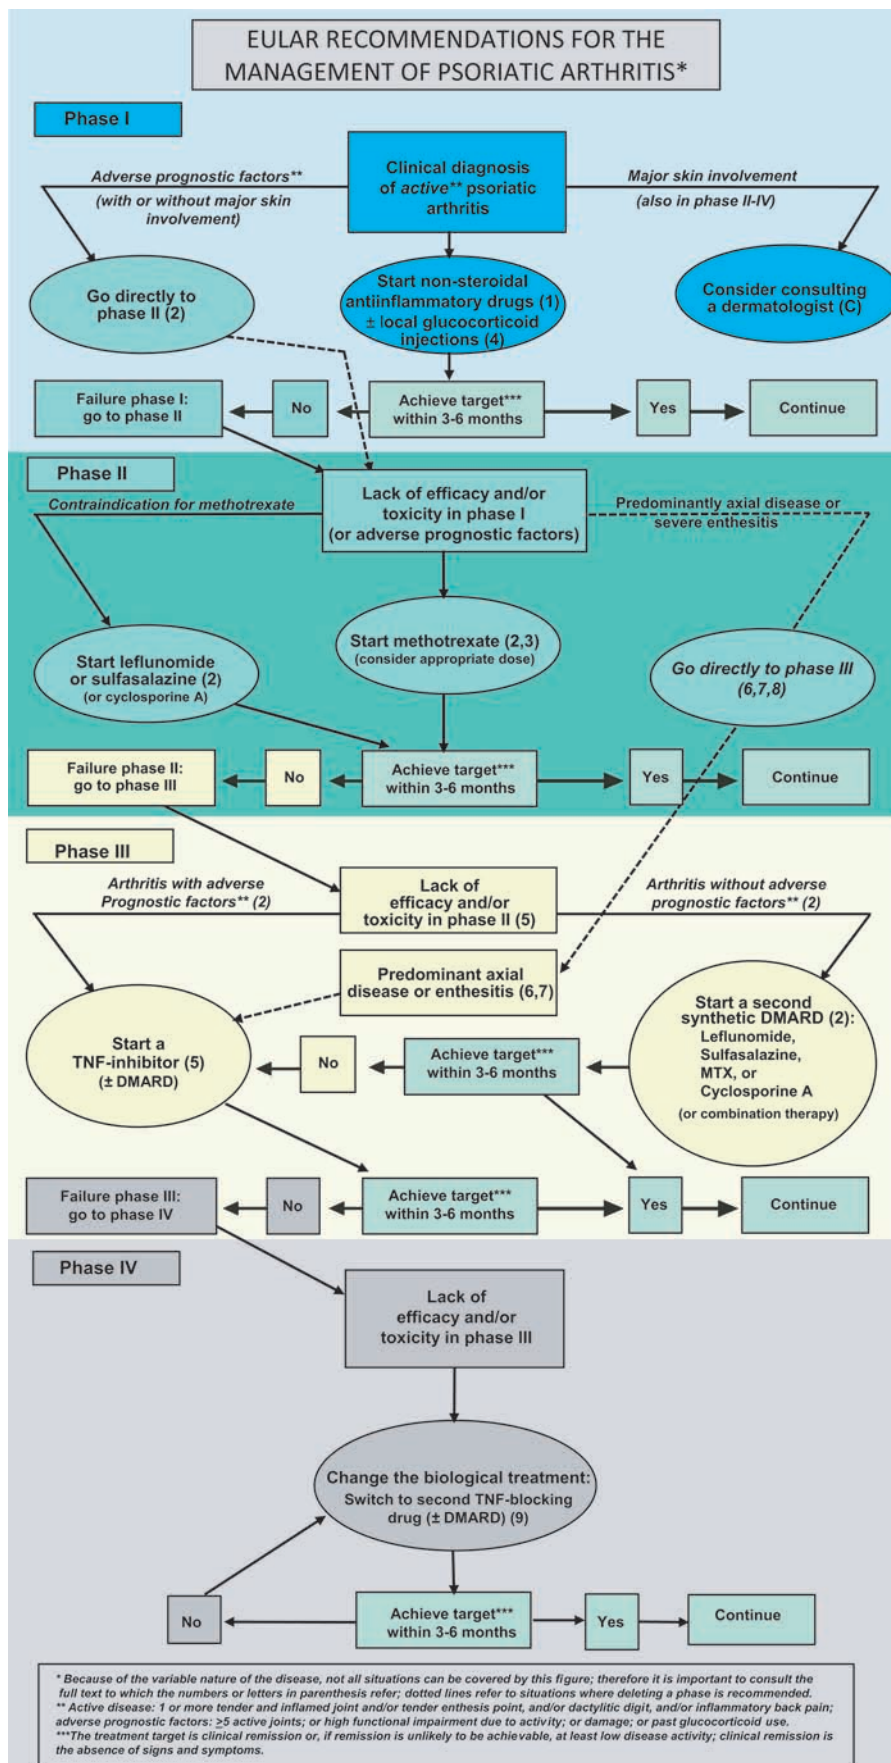 EULAR RECOMMENDATIONS FOR THE
MANAGEMENT OF PSORIATIC ARTHRITIS*
Phase I
Adverse prognostic factors**
(with or without major skin
involvement)
Clinical diagnosis
of active** psoriatic
arthritis
Major skin involvement
(also in phase II-IV)
Go directly to
phase II (2)
Start non-steroidal
antiinflammatory drugs (1)
± local glucocorticoid
injections (4)
Consider consulting
a dermatologist (C)
Failure phase I:
go to phase II
No
Achieve target***
within 3-6 months
Yes
Continue
Phase II
Contraindication for methotrexate
Lack of efficacy and/or
toxicity in phase I
(or adverse prognostic factors)
Predominantly axial disease or
severe enthesitis
Start leflunomide
or sulfasalazine (2)
(or cyclosporine A)
Start methotrexate (2,3)
(consider appropriate dose)
Go directly to phase III
(6,7,8)
Failure phase II:
go to phase III
No
Achieve target***
within 3-6 months
Yes
Continue
Phase III
Arthritis with adverse
Prognostic factors** (2)
Lack of
efficacy and/or
toxicity in phase II (5)
Arthritis without adverse
prognostic factors** (2)
Predominant axial
disease or enthesitis (6,7)
Start a
TNF-inhibitor (5)
(± DMARD)
No
Achieve target***
within 3-6 months
Start a second
synthetic DMARD (2):
Leflunomide,
Sulfasalazine,
MTX, or
Cyclosporine A
(or combination therapy)
Failure phase III:
go to phase IV
No
Achieve target***
within 3-6 months
Yes
Continue
Phase IV
Lack of
efficacy and/or
toxicity in phase III
Change the biological treatment:
Switch to second TNF-blocking
drug (± DMARD) (9)
No
Achieve target***
within 3-6 months
Yes
Continue
* Because of the variable nature of the disease, not all situations can be covered by this figure; therefore it is important to consult the
full text to which the numbers or letters in parenthesis refer; dotted lines refer to situations where deleting a phase is recommended.
** Active disease: 1 or more tender and inflamed joint and/or tender enthesis point, and/or dactylitic digit, and/or inflammatory back pain;
adverse prognostic factors: ≥5 active joints; or high functional impairment due to activity; or damage; or past glucocorticoid use.
***The treatment target is clinical remission or, if remission is unlikely to be achievable, at least low disease activity; clinical remission is
the absence of signs and symptoms.